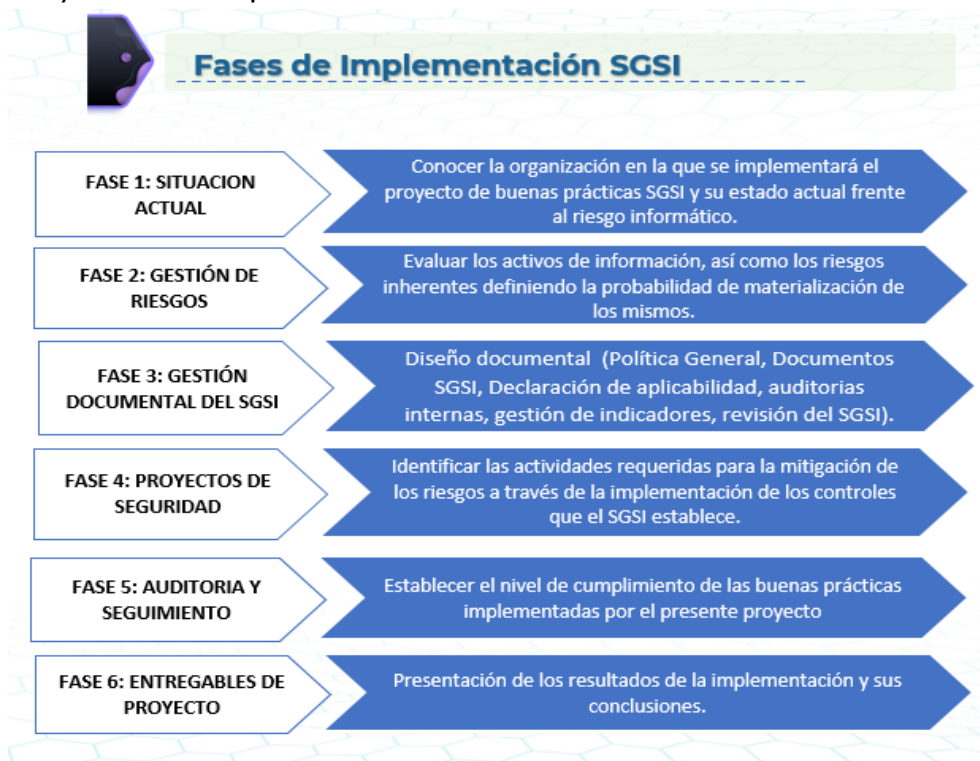 Fases de Implementación SGSI
FASE 1: SITUACION
ACTUAL
Conocer la organización en la que se implementará el
proyecto de buenas prácticas SGSI y su estado actual frente
al riesgo informático.
FASE 2: GESTIÓN DE
RIESGOS
Evaluar los activos de información, así como los riesgos
inherentes definiendo la probabilidad de materialización de
los mismos.
FASE 3: GESTIÓN
DOCUMENTAL DEL SGSI
Diseño documental (Política General, Documentos
SGSI, Declaración de aplicabilidad, auditorias
internas, gestión de indicadores, revisión del SGSI).
FASE 4: PROYECTOS DE
SEGURIDAD
Identificar las actividades requeridas para la mitigación de
los riesgos a través de la implementación de los controles
que el SGSI establece.
FASE 5: AUDITORIA Y
SEGUIMIENTO
Establecer el nivel de cumplimiento de las buenas prácticas
implementadas por el presente proyecto
FASE 6: ENTREGABLES DE
PROYECTO
Presentación de los resultados de la implementación y sus
conclusiones.